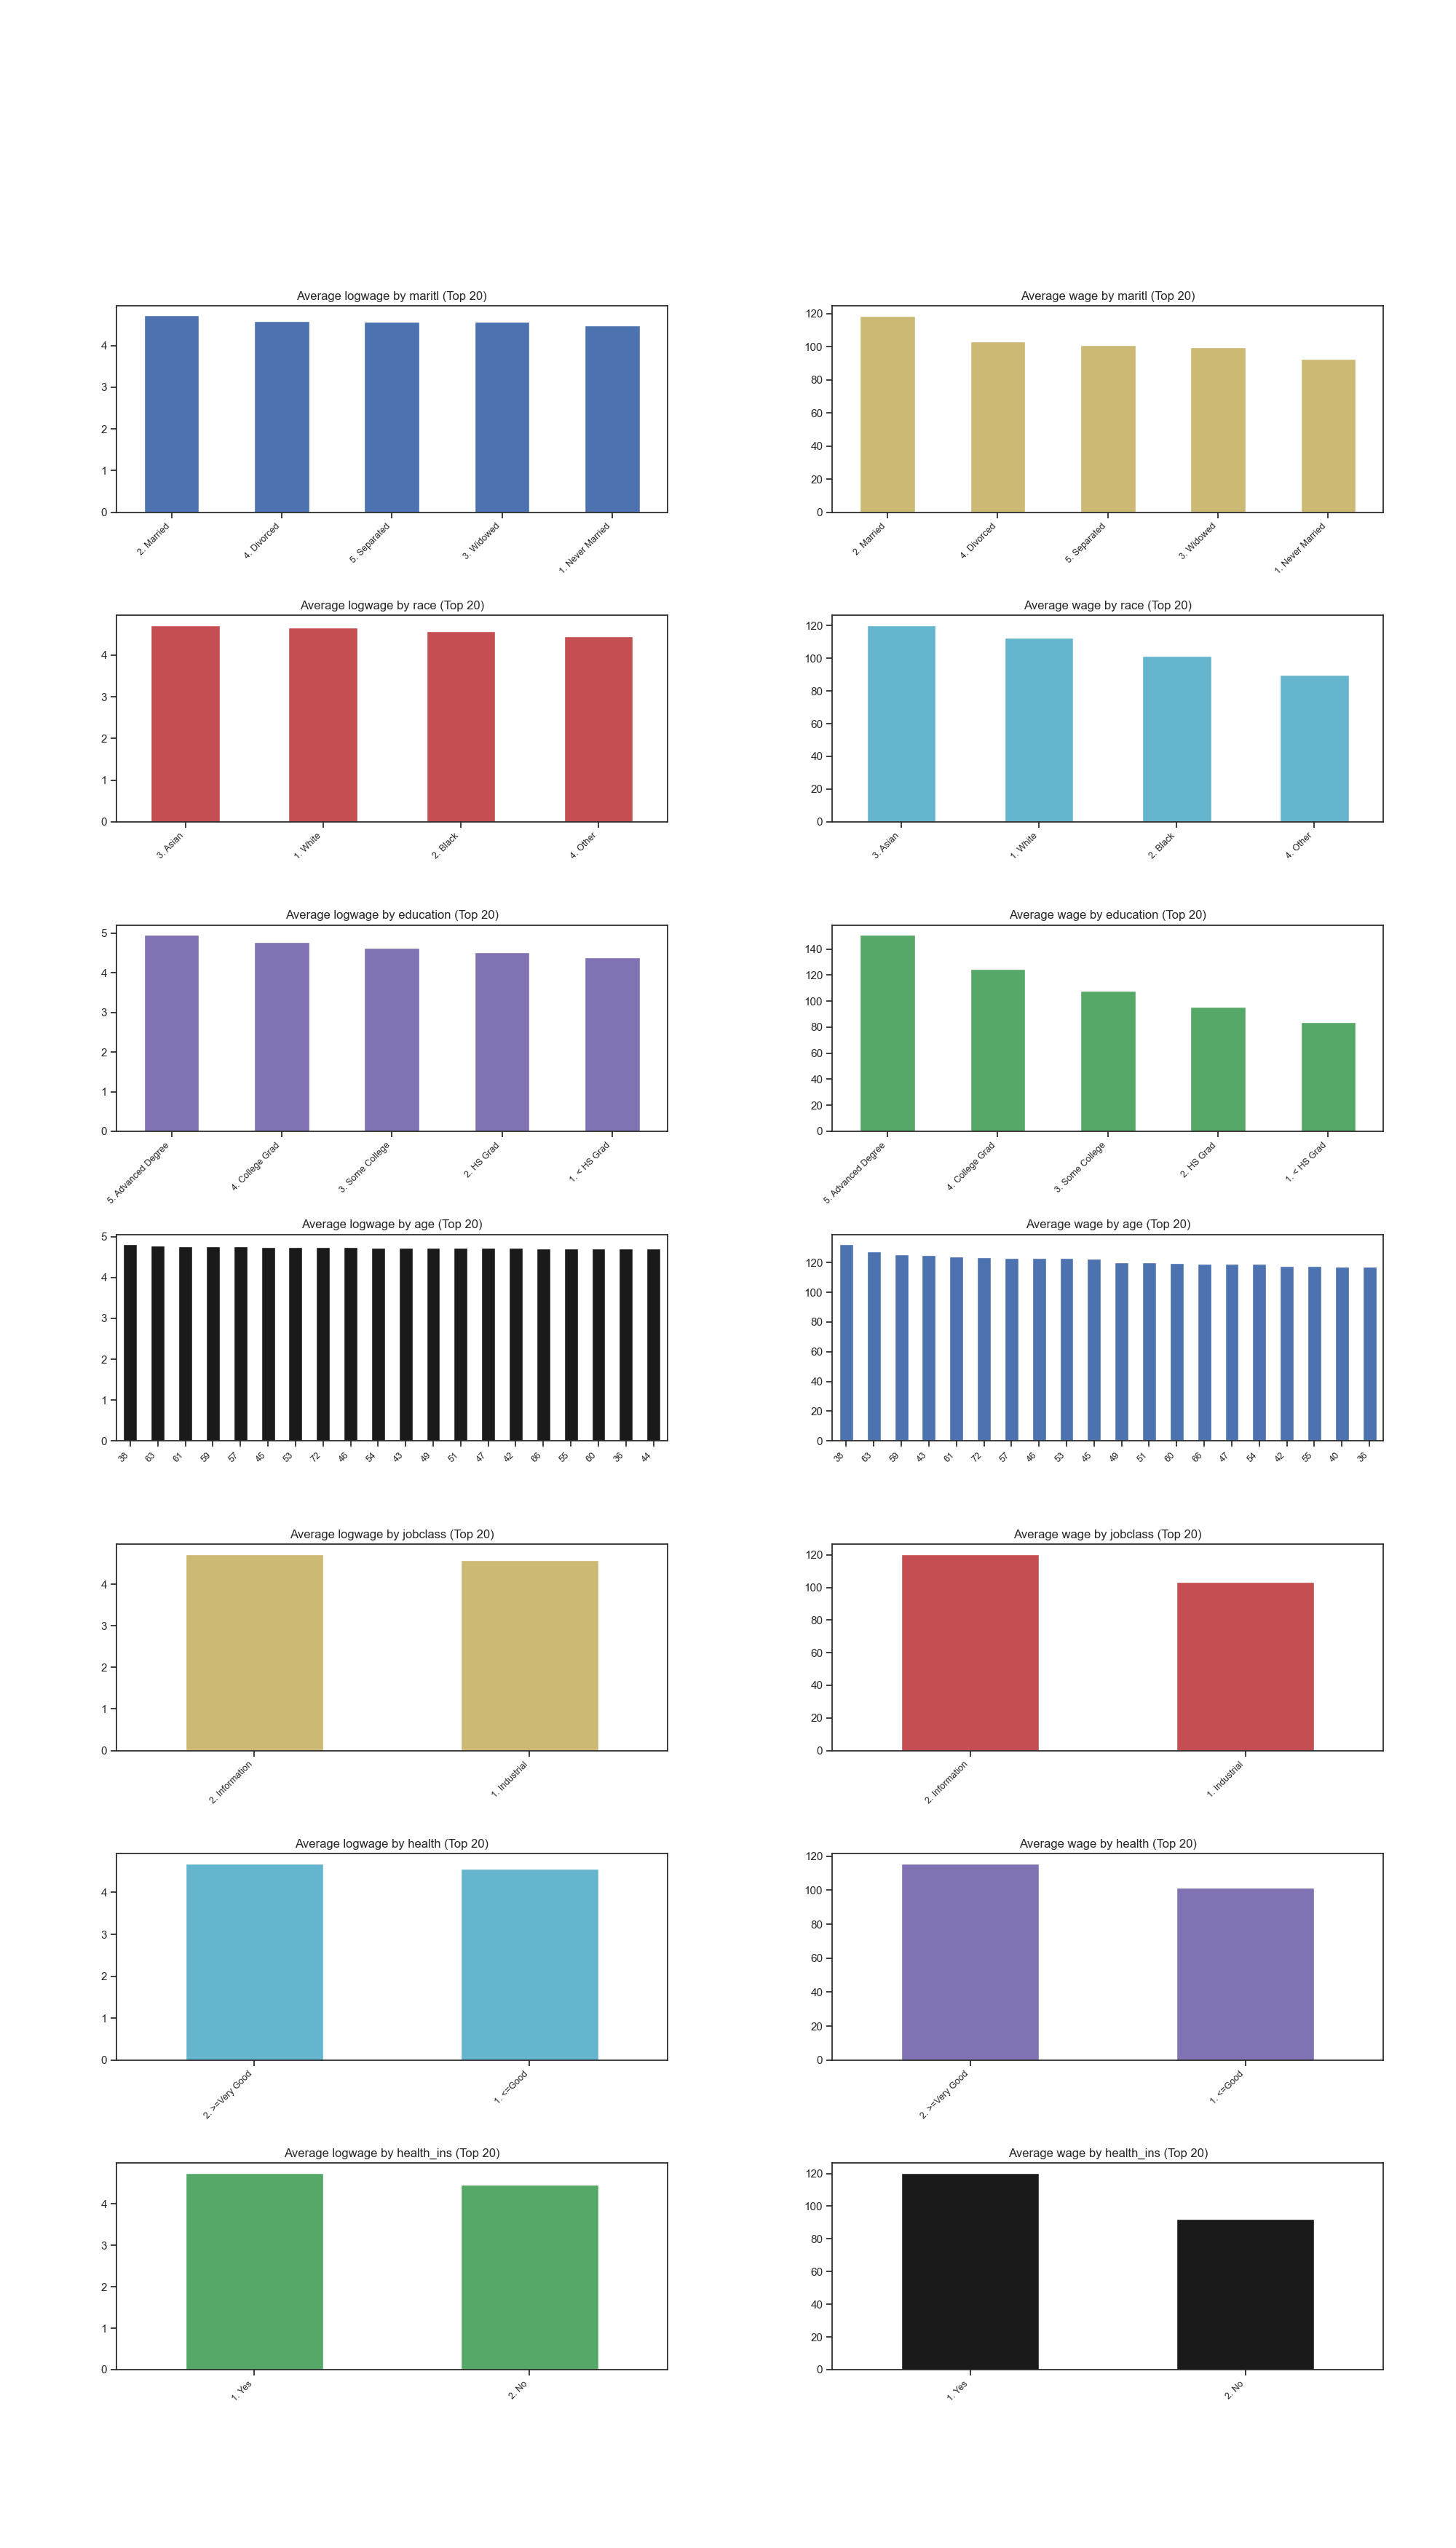 Average logwage by maritl (Top 20)
4
3
2
1
0
2. Married
4. Divorced
5. Separated
3. Widowed
1. Never Married
Average wage by maritl (Top 20)
120
100
80
60
40
20
0
2. Married
4. Divorced
5. Separated
3. Widowed
1. Never Married
Average logwage by race (Top 20)
4
3
2
1
0
3. Asian
1. White
2. Black
4. Other
Average wage by race (Top 20)
120
100
80
60
40
20
0
3. Asian
1. White
2. Black
4. Other
Average logwage by education (Top 20)
5
4
3
2
1
0
5. Advanced Degree
4. College Grad
3. Some College
2. HS Grad
1. < HS Grad
Average wage by education (Top 20)
140
120
100
80
60
40
20
0
5. Advanced Degree
4. College Grad
3. Some College
2. HS Grad
1. < HS Grad
Average logwage by age (Top 20)
5
4
3
2
1
0
38
63
61
59
57
45
53
72
46
54
43
49
51
47
42
66
55
60
36
44
Average wage by age (Top 20)
120
100
80
60
40
20
0
38
63
59
43
61
72
57
46
53
45
49
51
60
66
47
54
42
55
40
36
Average logwage by jobclass (Top 20)
4
3
2
1
0
2. Information
1. Industrial
Average wage by jobclass (Top 20)
120
100
80
60
40
20
0
2. Information
1. Industrial
Average logwage by health (Top 20)
4
3
2
1
0
2. >=Very Good
1. <=Good
Average wage by health (Top 20)
120
100
80
60
40
20
0
2. >=Very Good
1. <=Good
Average logwage by health_ins (Top 20)
4
3
2
1
0
1. Yes
2. No
Average wage by health_ins (Top 20)
120
100
80
60
40
20
0
1. Yes
2. No